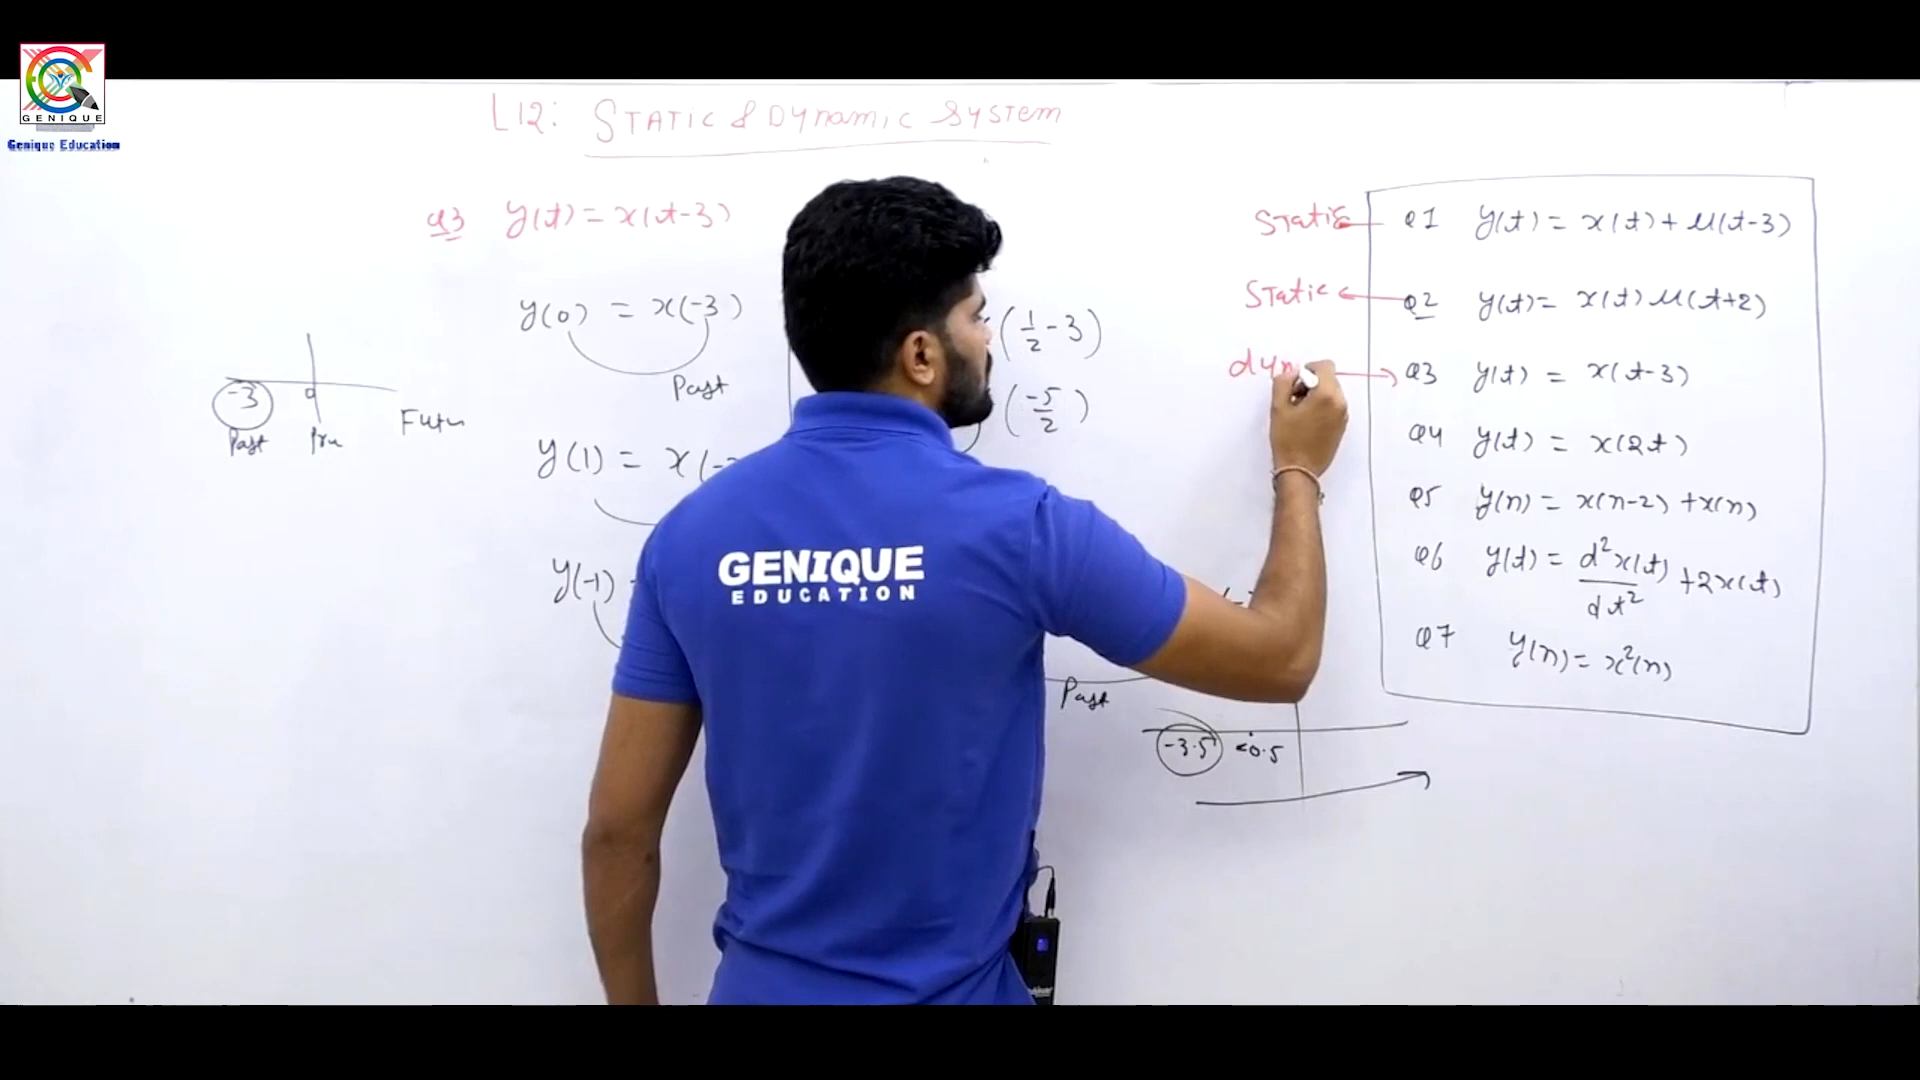 GENIQUE
Genique Education
L12: STATIC & DYNAMIC SYSTEM
Q3 y(t) = x(t-3)
y(0) = x(-3)
Past
-3
0
Past
Futu
y(1) = x(-
y(-1)
(1/2 - 3)
(-5/2)
Past
-3.5
-0.5
GENIQUE
EDUCATION
Static Q1 y(t) = x(t) + u(t-3)
Static Q2 y(t) = x(t) u(t+2)
dyn Q3 y(t) = x(t-3)
Q4 y(t) = x(2t)
Q5 y(n) = x(n-2) + x(n)
Q6 y(t) = d²x(t)/dt² + 2x(t)
Q7 y(n) = x²(n)